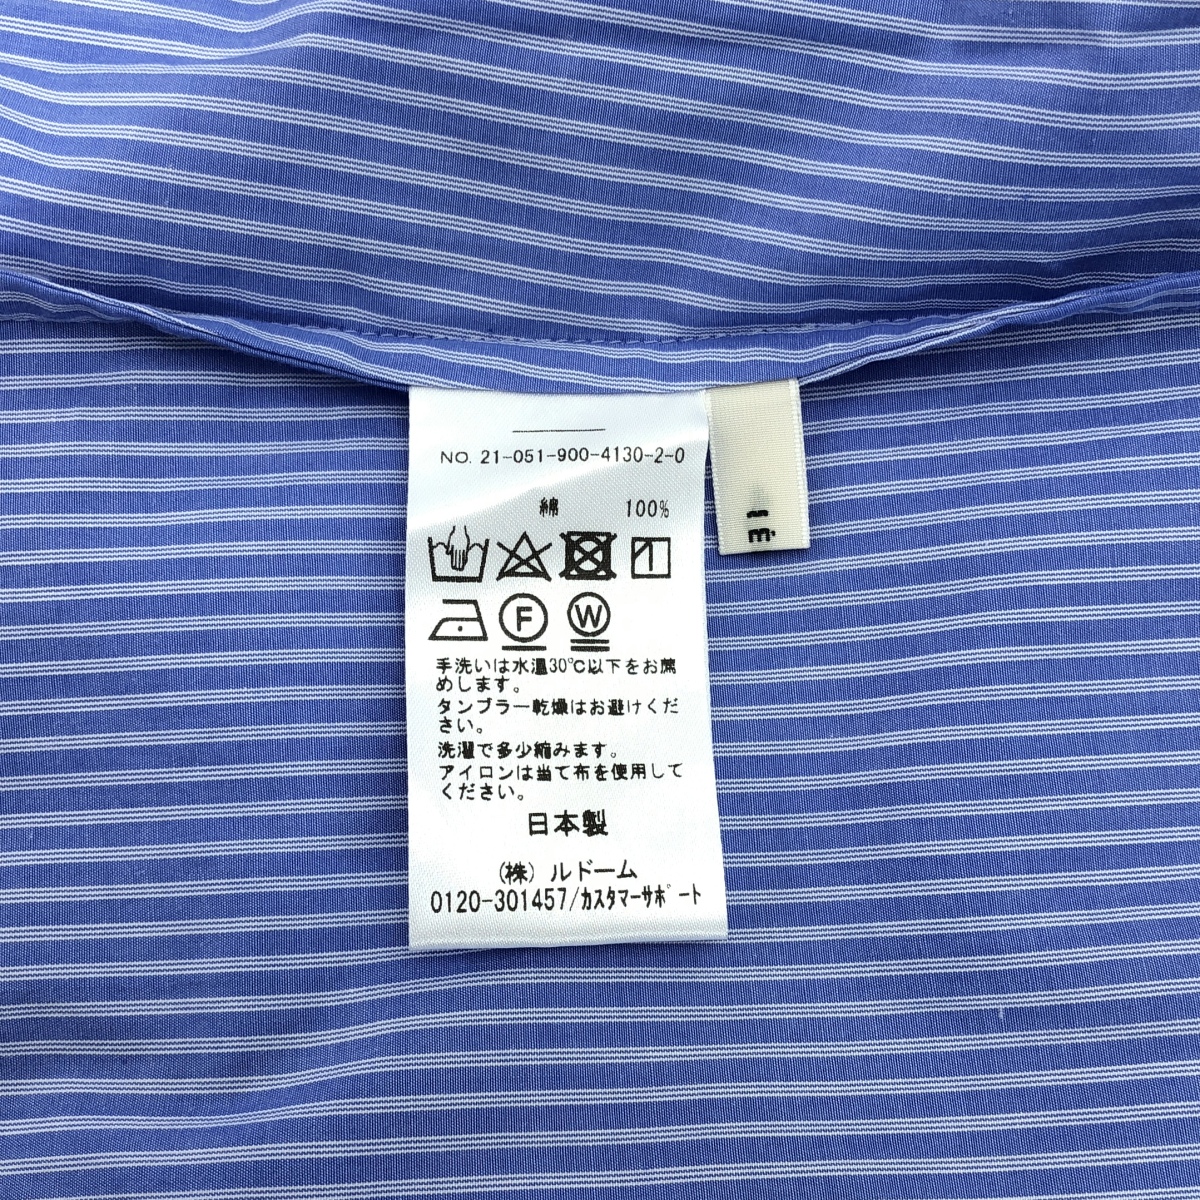 NO. 21-051-900-4130-2-0
綿 100%
F W
手洗いは水温30℃以下をお薦
めします。
タンブラー乾燥はお避けくだ
さい。
洗濯で多少縮みます。
アイロンは当て布を使用して
ください。
日本製
(株) ルドーム
0120-301457/カスタマーサポート